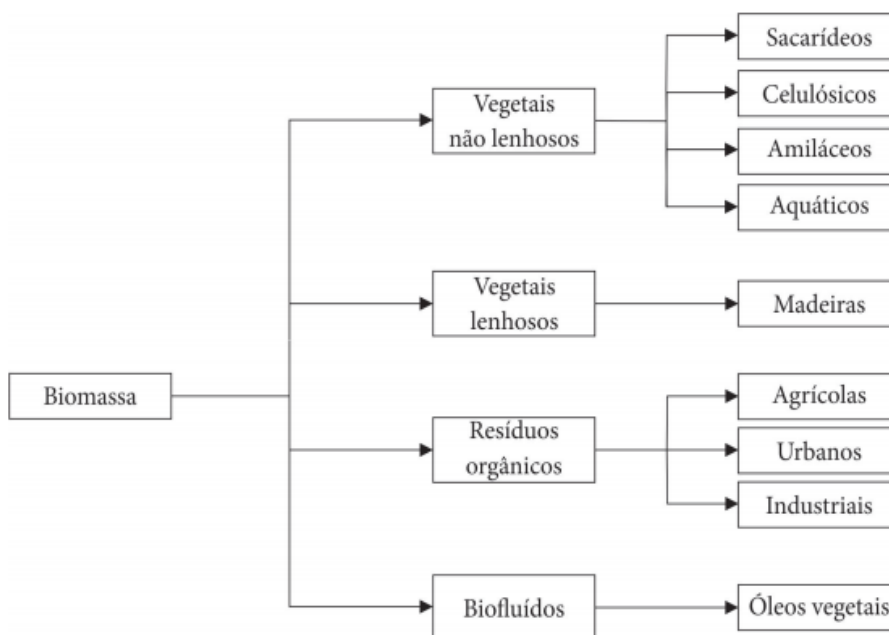 Biomassa
Vegetais
não lenhosos
Sacarídeos
Celulósicos
Amiláceos
Aquáticos
Vegetais
lenhosos
Madeiras
Resíduos
orgânicos
Agrícolas
Urbanos
Industriais
Biofluídos
Óleos vegetais